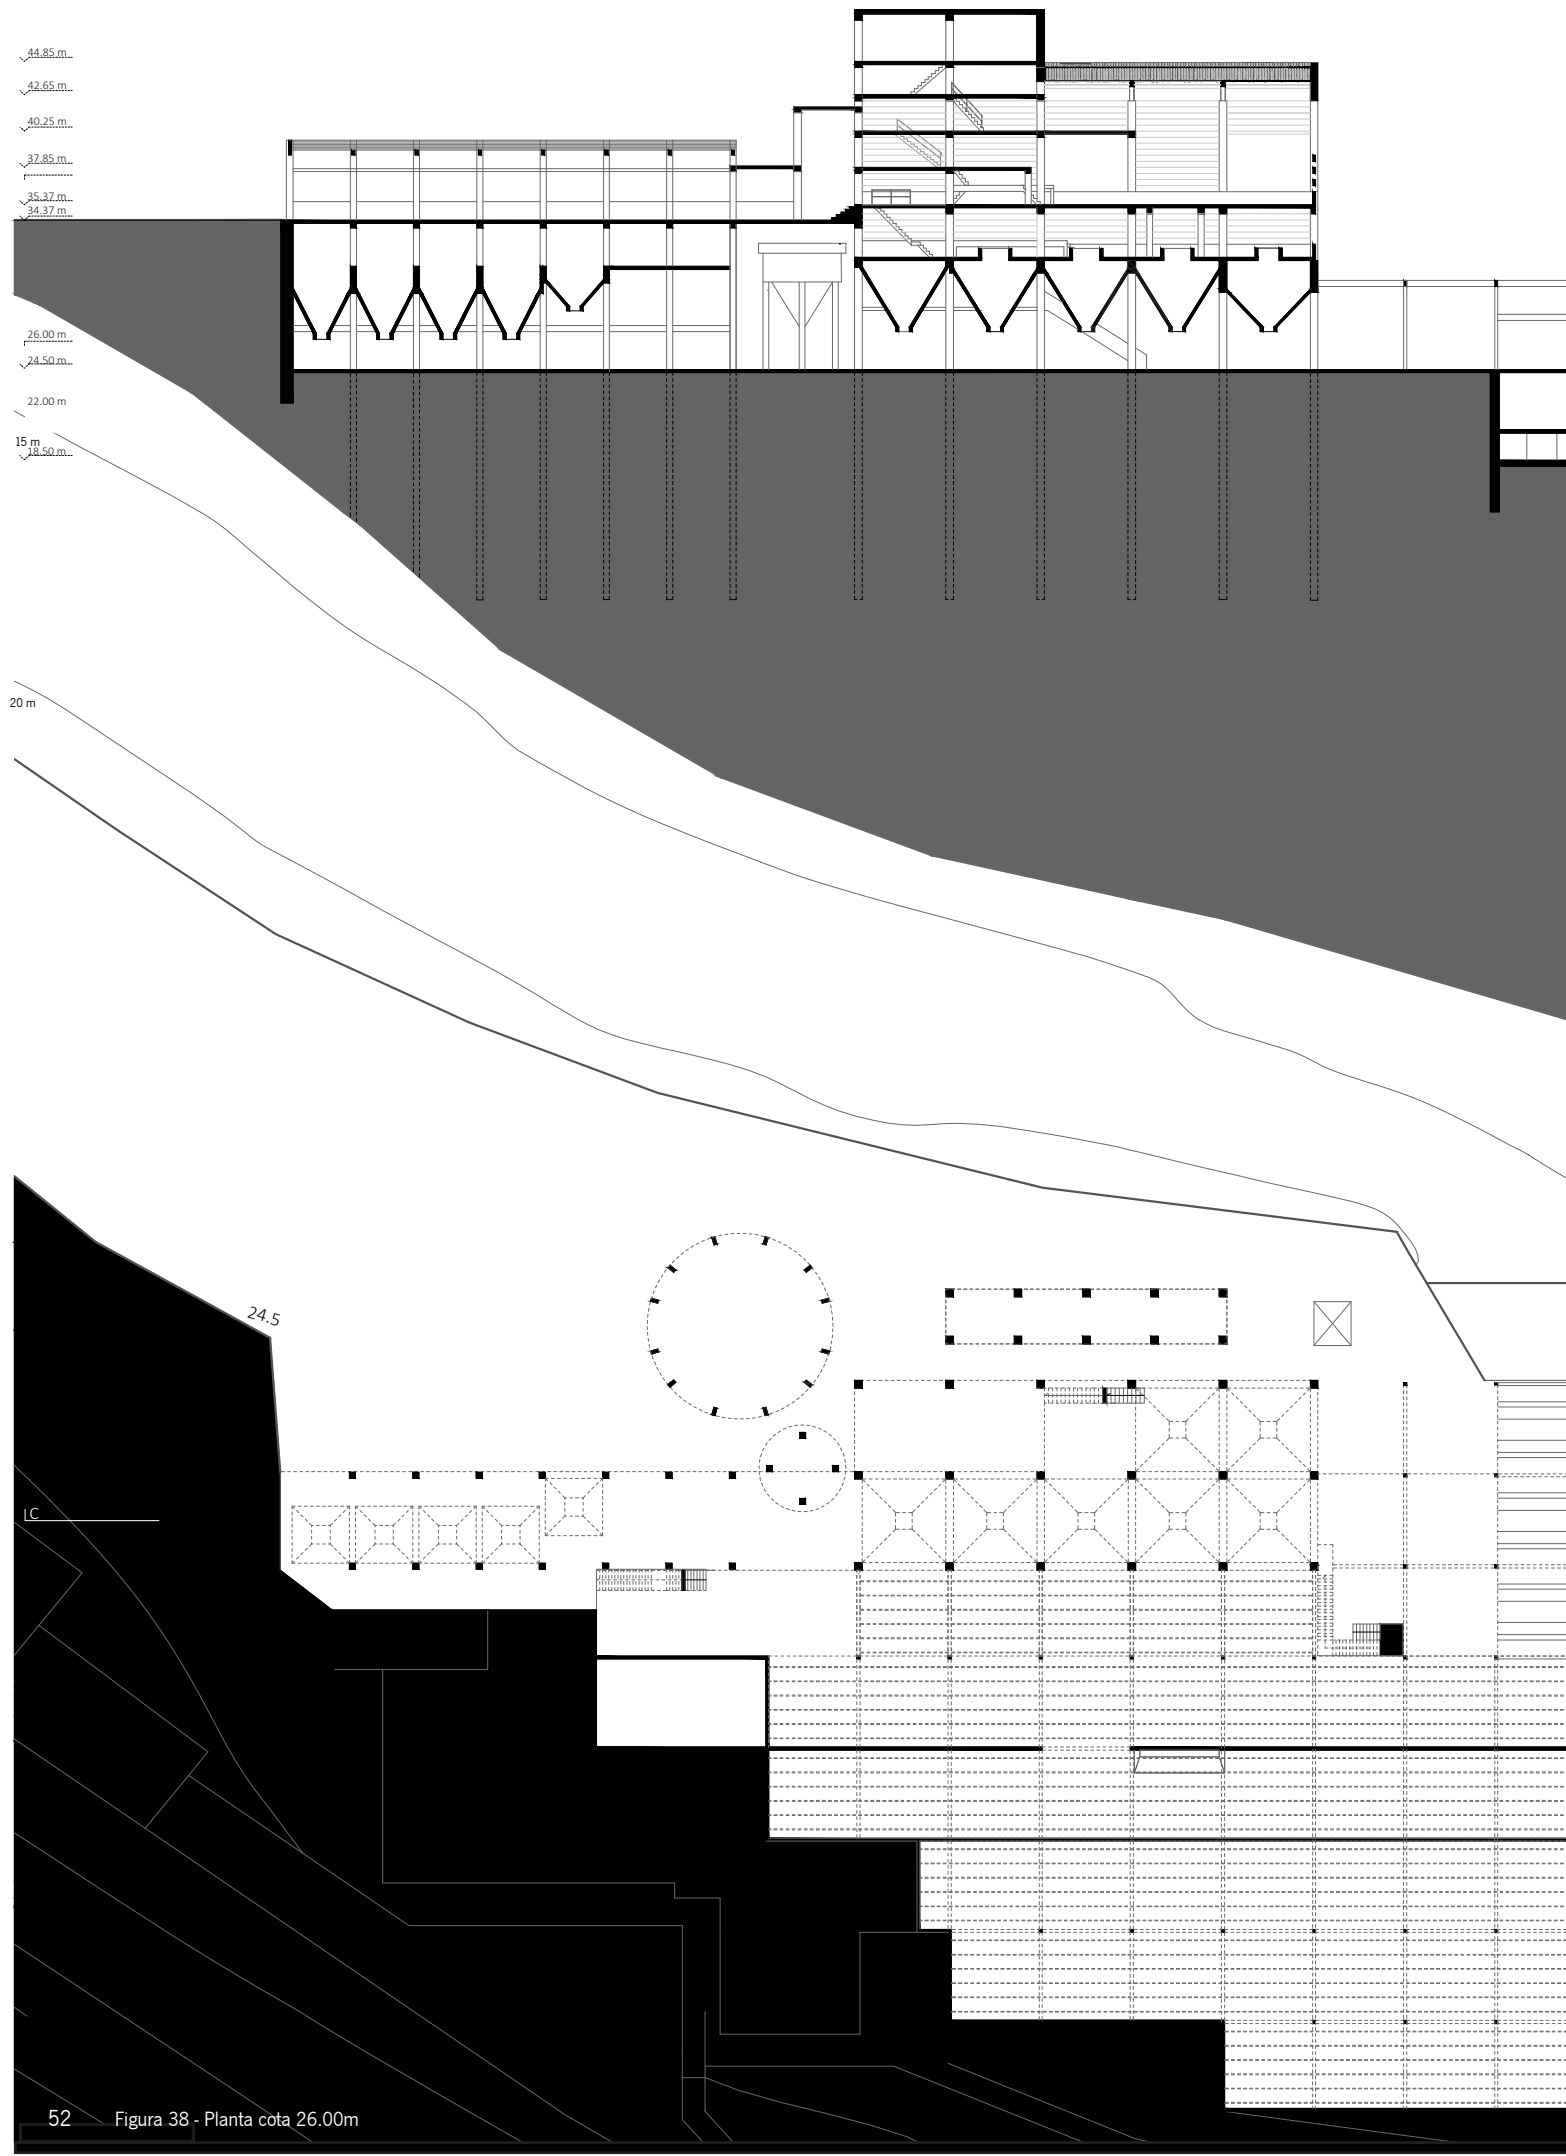 44.85 m
42.65 m
40.25 m
37.85 m
35.37 m
34.37 m
26.00 m
24.50 m
22.00 m
15 m
18.50 m
20 m
24.5
C
52 Figura 38 - Planta cota 26.00m